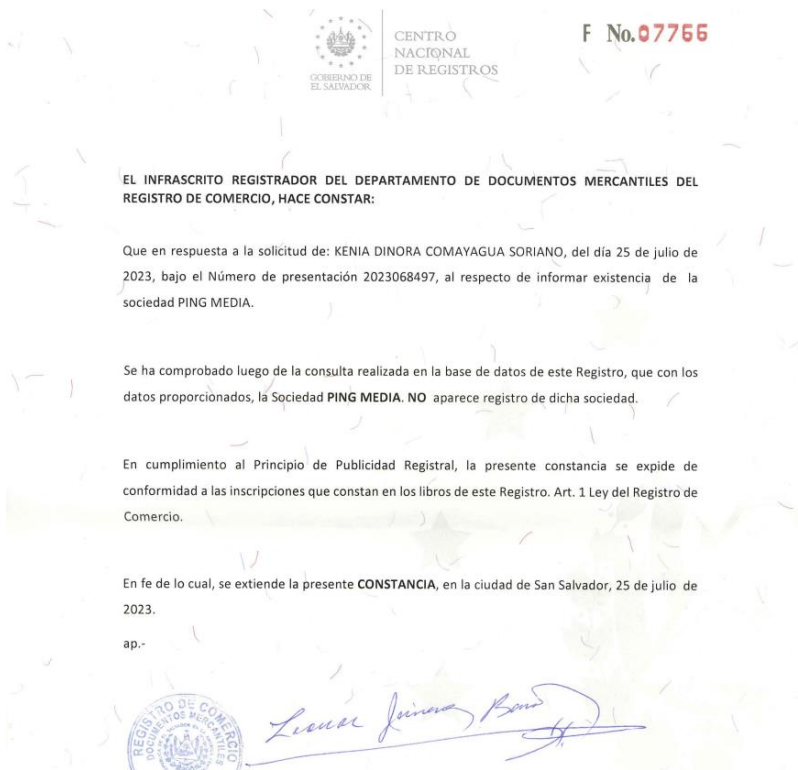 F No. 07766
GOBIERNO DE
EL SALVADOR
CENTRO
NACIONAL
DE REGISTROS
EL INFRASCRITO REGISTRADOR DEL DEPARTAMENTO DE DOCUMENTOS MERCANTILES DEL
REGISTRO DE COMERCIO, HACE CONSTAR:
Que en respuesta a la solicitud de: KENIA DINORA COMAYAGUA SORIANO, del día 25 de julio de
2023, bajo el Número de presentación 2023068497, al respecto de informar existencia de la
sociedad PING MEDIA.
Se ha comprobado luego de la consulta realizada en la base de datos de este Registro, que con los
datos proporcionados, la Sociedad PING MEDIA. NO aparece registro de dicha sociedad.
En cumplimiento al Principio de Publicidad Registral, la presente constancia se expide de
conformidad a las inscripciones que constan en los libros de este Registro. Art. 1 Ley del Registro de
Comercio.
En fe de lo cual, se extiende la presente CONSTANCIA, en la ciudad de San Salvador, 25 de julio de
2023.
ap.-
REGISTRO DE COMERCIO
DOCUMENTOS MERCANTILES